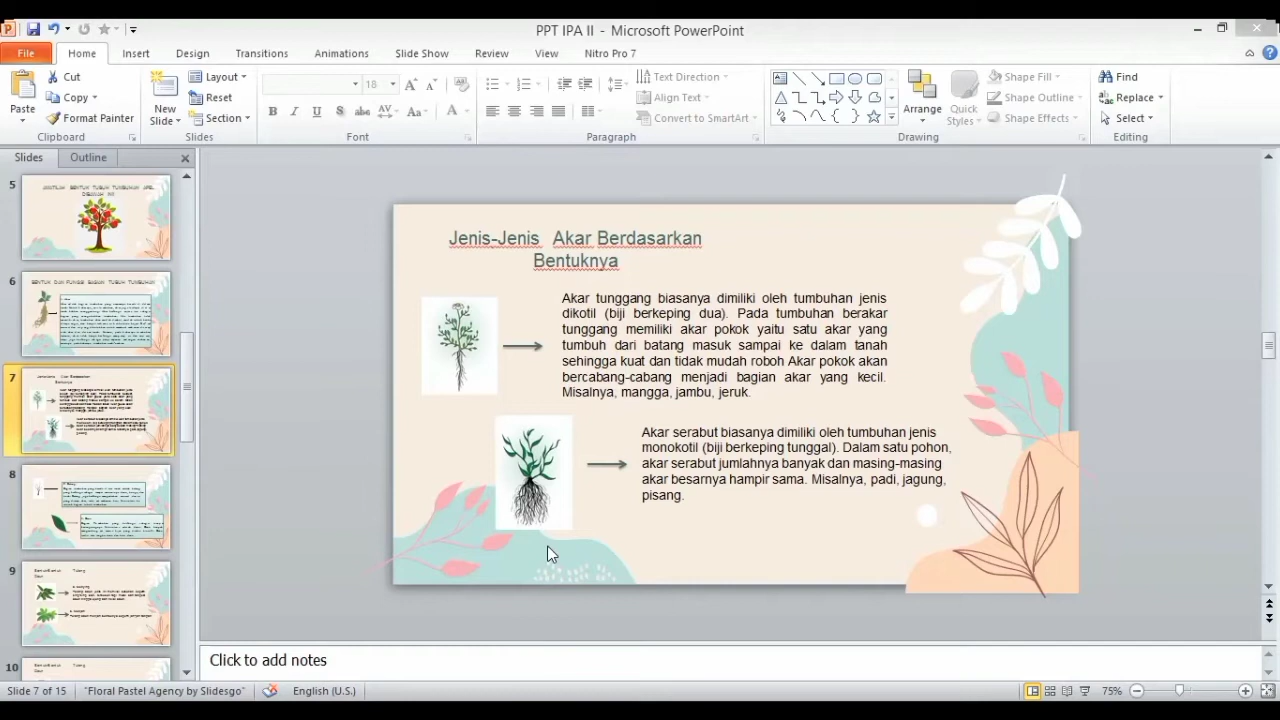 PPT IPA II - Microsoft PowerPoint
File Home Insert Design Transitions Animations Slide Show Review View Nitro Pro 7
Paste
Cut
Copy
Format Painter
Clipboard
New Slide
Layout
Reset
Section
Slides
18
Font
Text Direction
Align Text
Convert to SmartArt
Paragraph
Arrange
Quick Styles
Shape Fill
Shape Outline
Shape Effects
Drawing
Find
Replace
Select
Editing
Slides Outline
5
6
7
8
9
10
Jenis-Jenis Akar Berdasarkan
Bentuknya
Akar tunggang biasanya dimiliki oleh tumbuhan jenis
dikotil (biji berkeping dua). Pada tumbuhan berakar
tunggang memiliki akar pokok yaitu satu akar yang
tumbuh dari batang masuk sampai ke dalam tanah
sehingga kuat dan tidak mudah roboh Akar pokok akan
bercabang-cabang menjadi bagian akar yang kecil.
Misalnya, mangga, jambu, jeruk.
Akar serabut biasanya dimiliki oleh tumbuhan jenis
monokotil (biji berkeping tunggal). Dalam satu pohon,
akar serabut jumlahnya banyak dan masing-masing
akar besarnya hampir sama. Misalnya, padi, jagung,
pisang.
Click to add notes
Slide 7 of 15 "Floral Pastel Agency by Slidesgo" English (U.S.) 75%